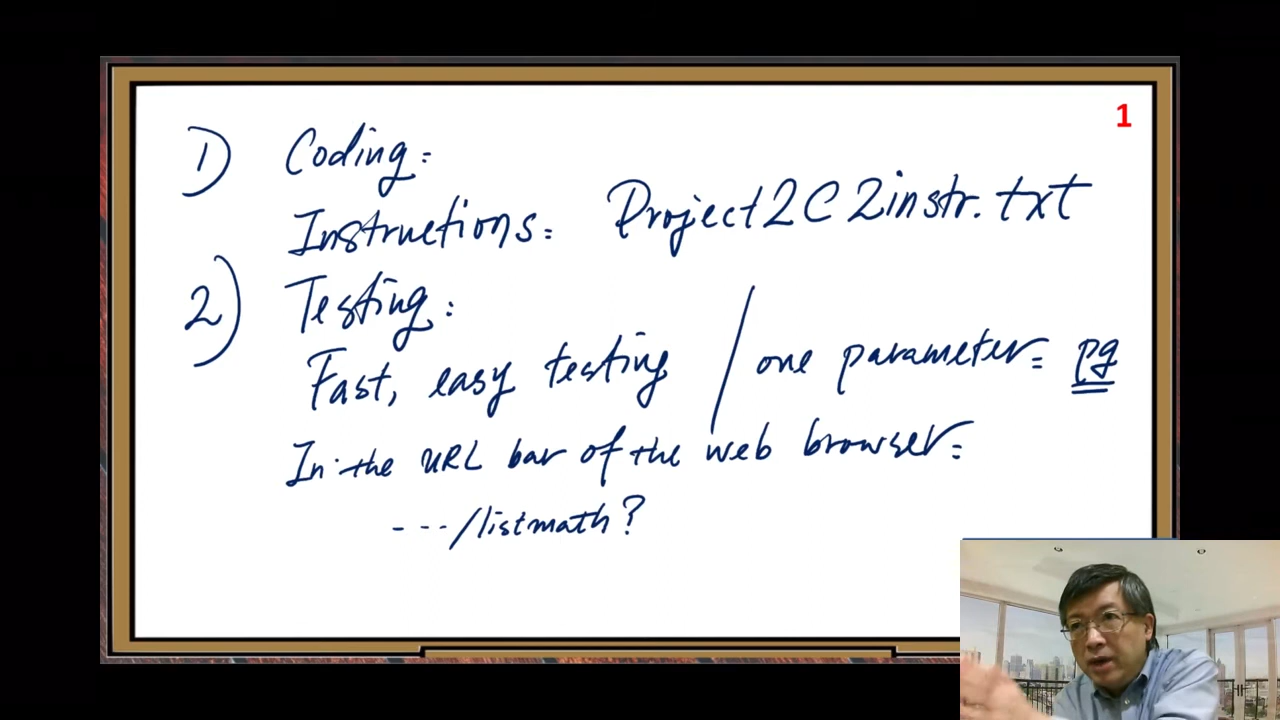 1
1) Coding:
Instructions: Project2C2instr.txt
2) Testing:
Fast, easy testing / one parameter: pg
In the URL bar of the web browser:
----/listmath?